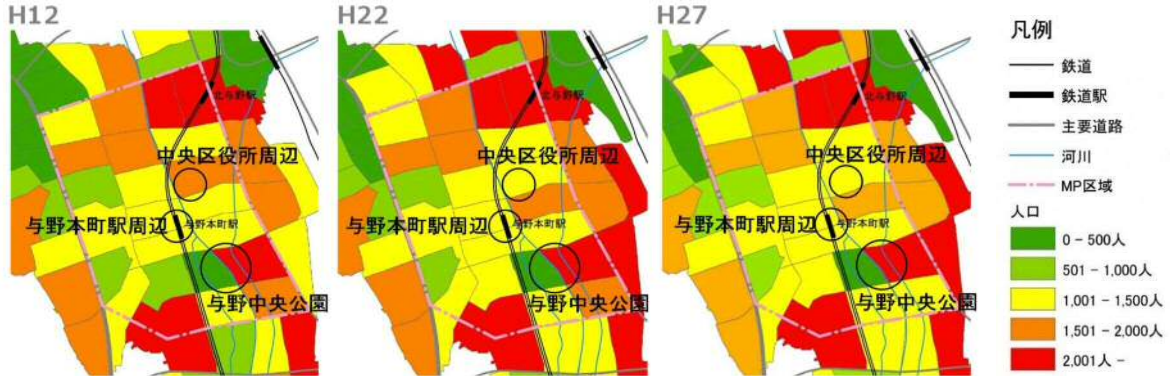 H12
北与野駅
中央区役所周辺
与野本町駅周辺
与野本町駅
与野中央公園
H22
北与野駅
中央区役所周辺
与野本町駅周辺
与野本町駅
与野中央公園
H27
北与野駅
中央区役所周辺
与野本町駅周辺
与野本町駅
与野中央公園
凡例
鉄道
鉄道駅
主要道路
河川
MP区域
人口
0 - 500人
501 - 1,000人
1,001 - 1,500人
1,501 - 2,000人
2,001人 -